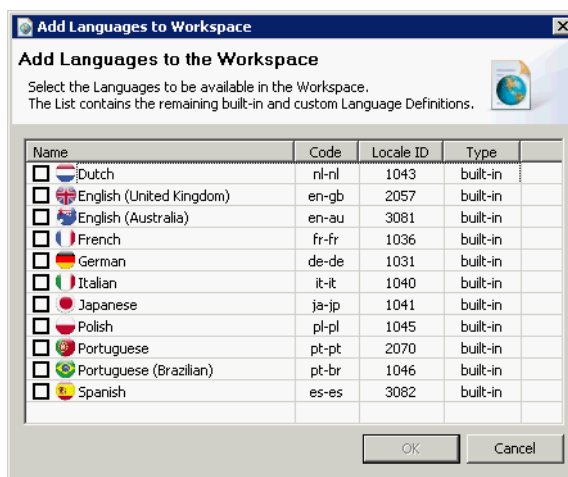 Add Languages to Workspace
Add Languages to the Workspace
Select the Languages to be available in the Workspace.
The List contains the remaining built-in and custom Language Definitions.
Name Code Locale ID Type
Dutch nl-nl 1043 built-in
English (United Kingdom) en-gb 2057 built-in
English (Australia) en-au 3081 built-in
French fr-fr 1036 built-in
German de-de 1031 built-in
Italian it-it 1040 built-in
Japanese ja-jp 1041 built-in
Polish pl-pl 1045 built-in
Portuguese pt-pt 2070 built-in
Portuguese (Brazilian) pt-br 1046 built-in
Spanish es-es 3082 built-in
OK Cancel